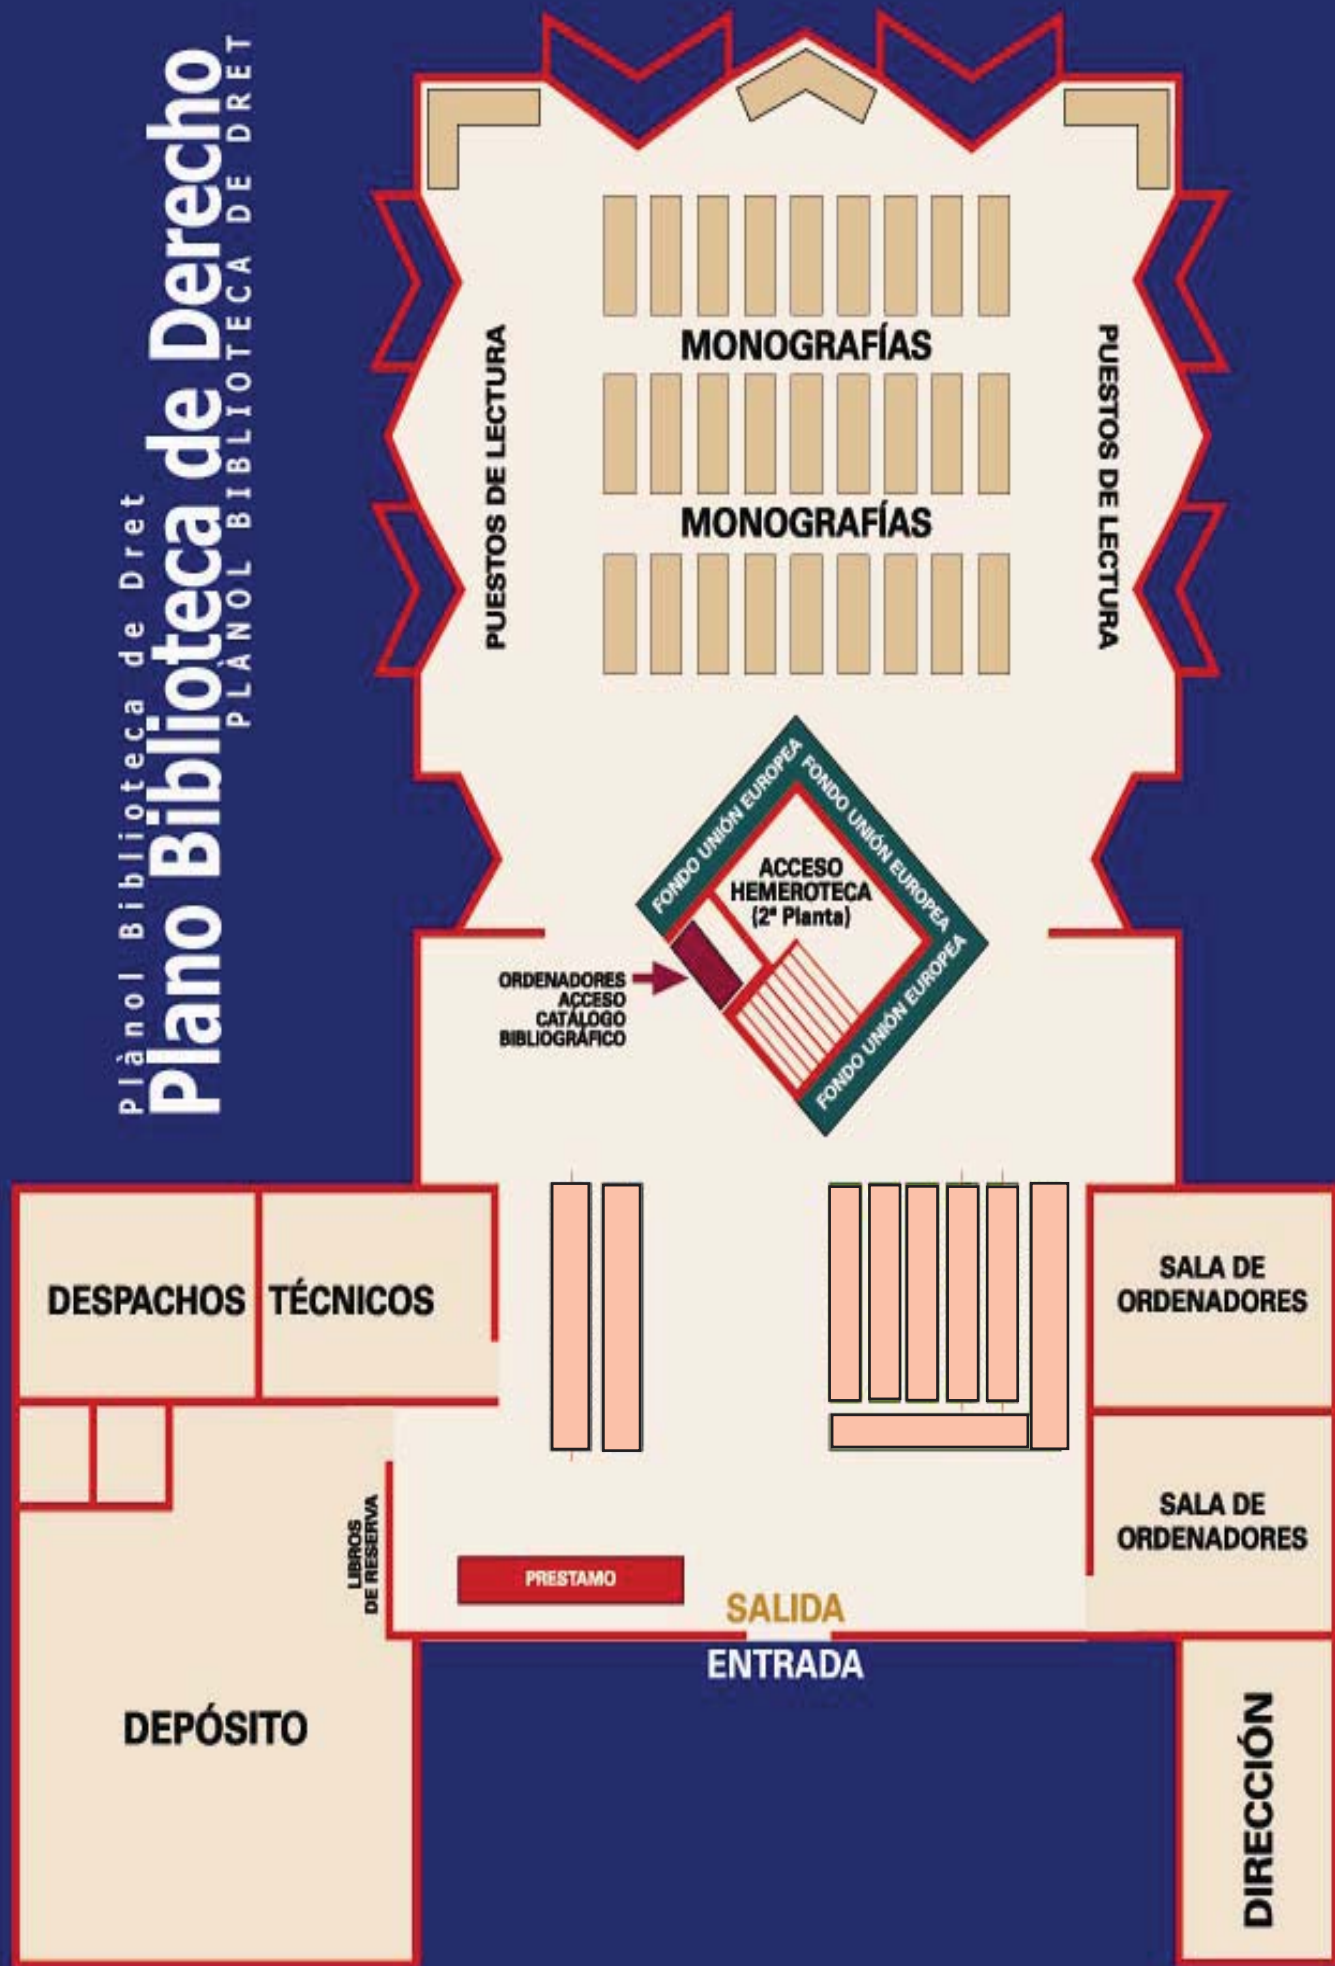 Plànol Biblioteca de Dret
Plano Biblioteca de Derecho
PLÀNOL BIBLIOTECA DE DRET
MONOGRAFÍAS
PUESTOS DE LECTURA
PUESTOS DE LECTURA
MONOGRAFÍAS
FONDO UNIÓN EUROPEA
FONDO UNIÓN EUROPEA
ACCESO
HEMEROTECA
(2ª Planta)
FONDO UNIÓN EUROPEA
ORDENADORES
ACCESO
CATÁLOGO
BIBLIOGRÁFICO
DESPACHOS
TÉCNICOS
SALA DE
ORDENADORES
SALA DE
ORDENADORES
LIBROS
DE RESERVA
PRESTAMO
SALIDA
ENTRADA
DEPÓSITO
DIRECCIÓN